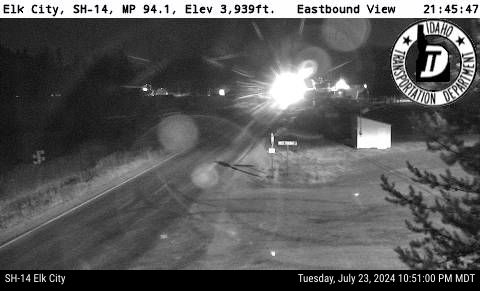 Elk City, SH-14, MP 94.1, Elev 3,939ft. Eastbound View 21:45:47
IDAHO
TRANSPORTATION DEPARTMENT
SH-14 Elk City
Tuesday, July 23, 2024 10:51:00 PM MDT